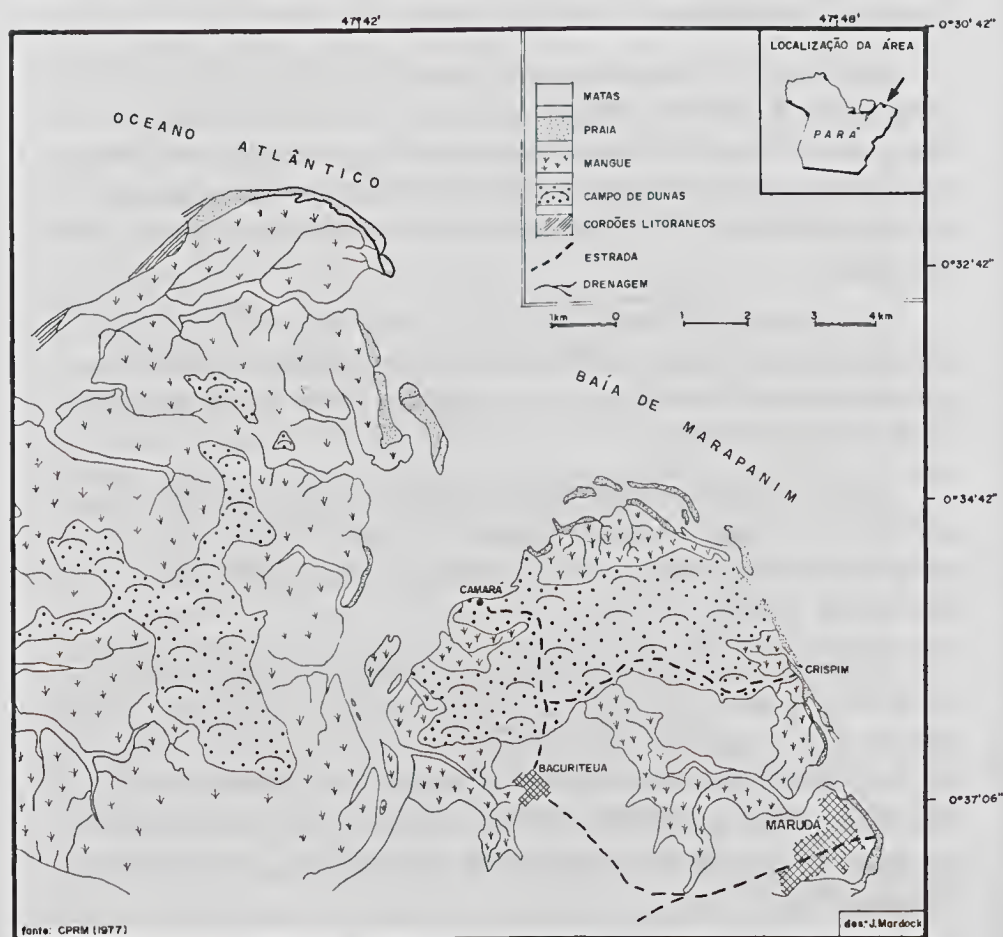 47°42'
47°48'
0°30'42"
LOCALIZAÇÃO DA ÁREA
PARÁ
MATAS
PRAIA
MANGUE
CAMPO DE DUNAS
CORDÕES LITORANEOS
ESTRADA
DRENAGEM
1km 0 1 2 3 4 km
OCEANO ATLÂNTICO
0°32'42"
BAÍA DE MARAPANIM
0°34'42"
CAMARÁ
CRISPIM
BACURITEUA
0°37'06"
MARUDÁ
fonte: CPRM (1977)
des: J. Mardock